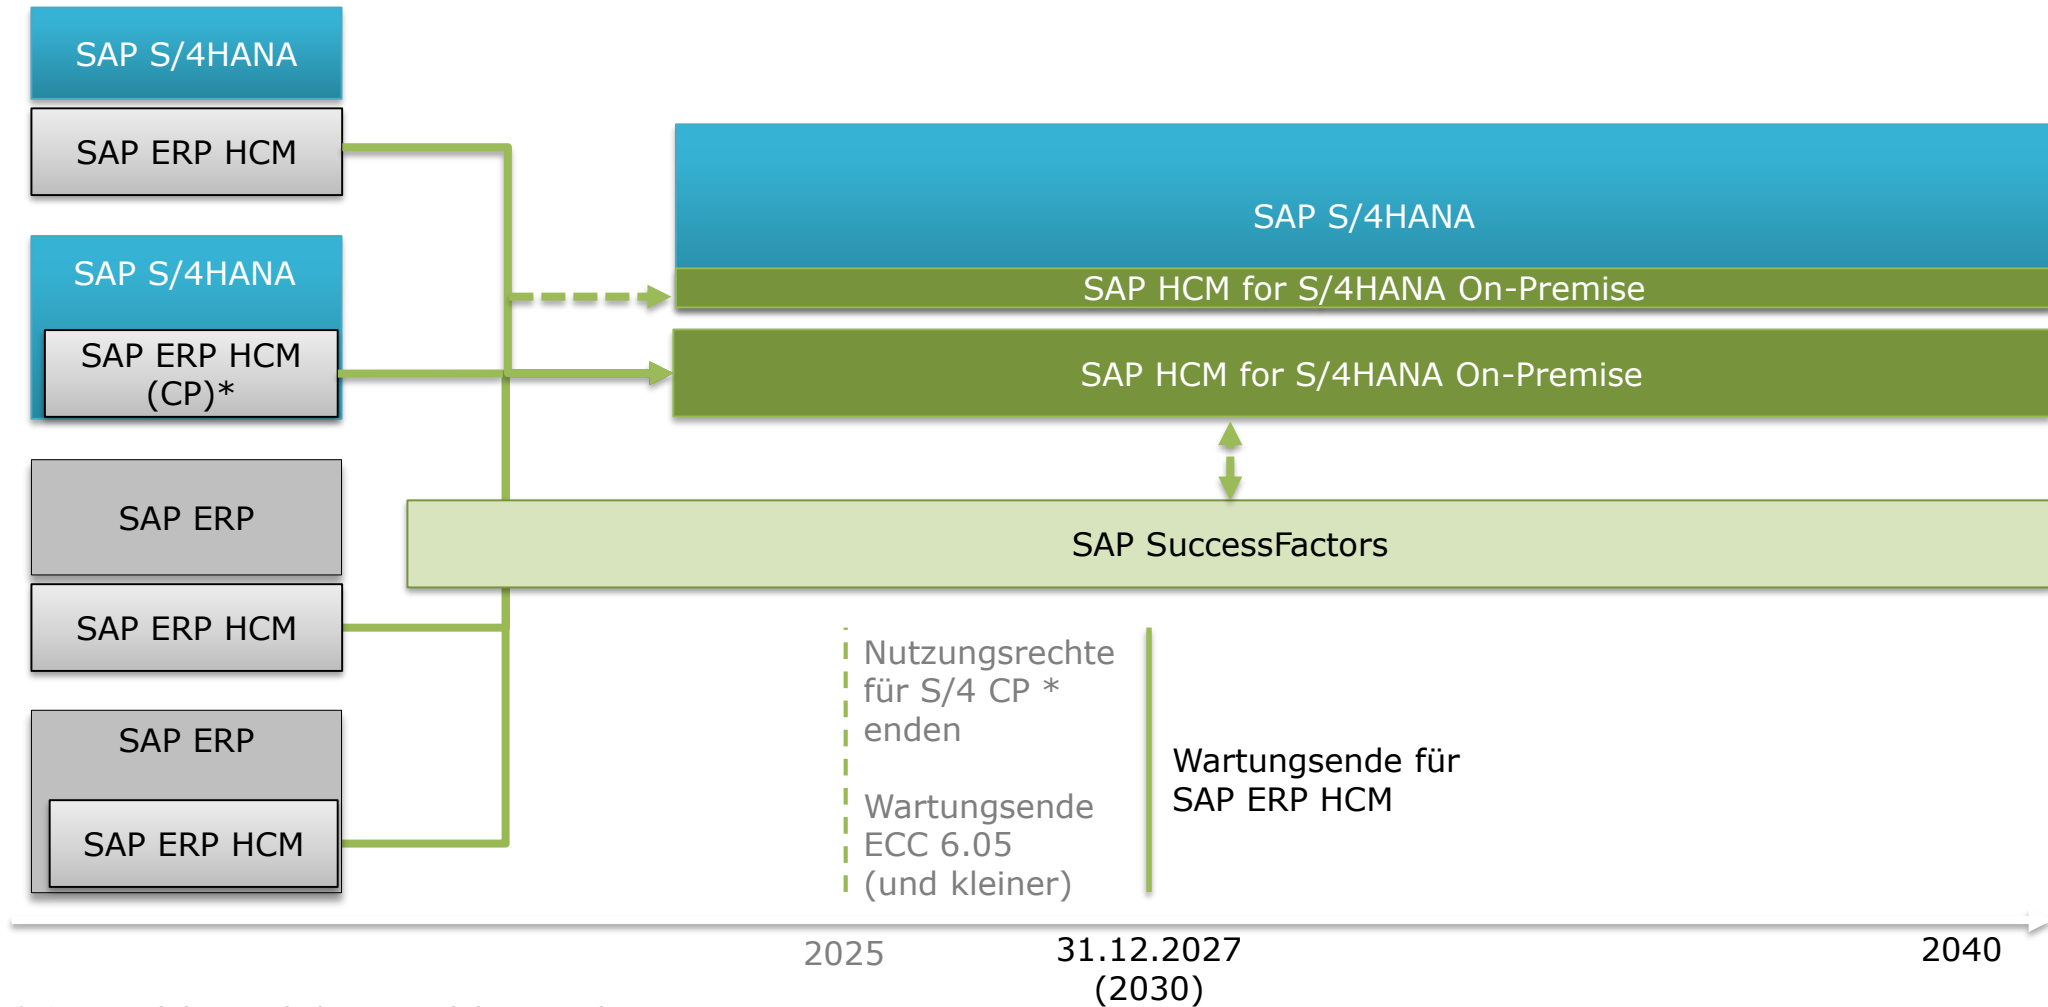 SAP S/4HANA
SAP ERP HCM
SAP S/4HANA
SAP ERP HCM
(CP)*
SAP ERP
SAP ERP HCM
SAP ERP
SAP ERP HCM
SAP S/4HANA
SAP HCM for S/4HANA On-Premise
SAP HCM for S/4HANA On-Premise
SAP SuccessFactors
Nutzungsrechte
für S/4 CP *
enden
Wartungsende
ECC 6.05
(und kleiner)
Wartungsende für
SAP ERP HCM
2025
31.12.2027
(2030)
2040